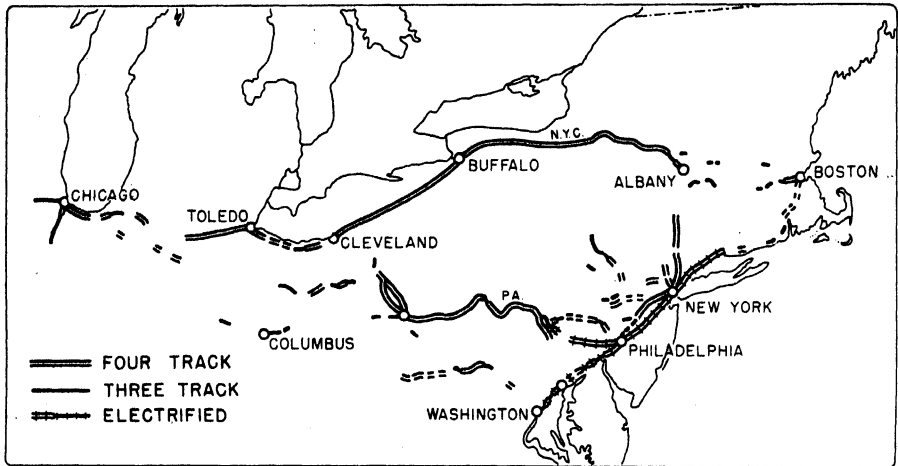 N.Y.C.
BUFFALO
ALBANY
BOSTON
CHICAGO
TOLEDO
CLEVELAND
PA.
NEW YORK
COLUMBUS
PHILADELPHIA
WASHINGTON
FOUR TRACK
THREE TRACK
ELECTRIFIED